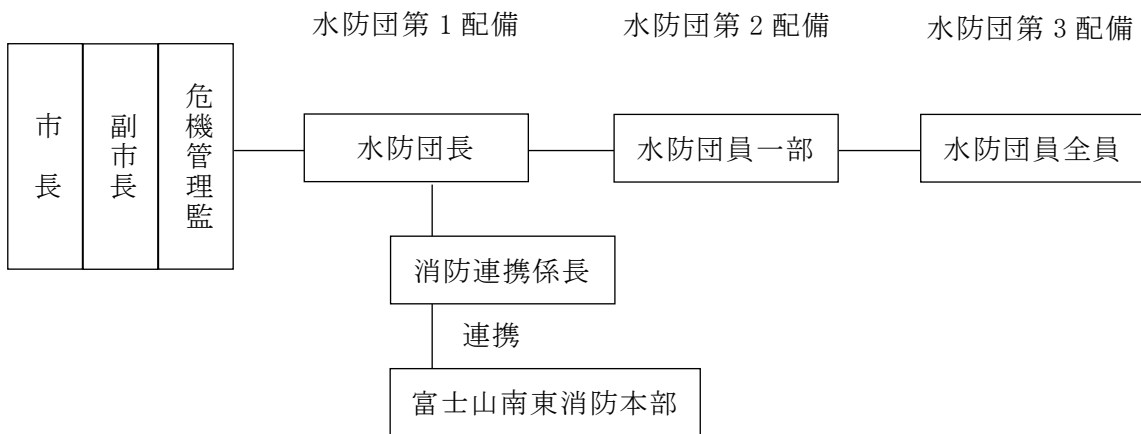 水防団第1配備
水防団第2配備
水防団第3配備
市長
副市長
危機管理監
水防団長
水防団員一部
水防団員全員
消防連携係長
連携
富士山南東消防本部